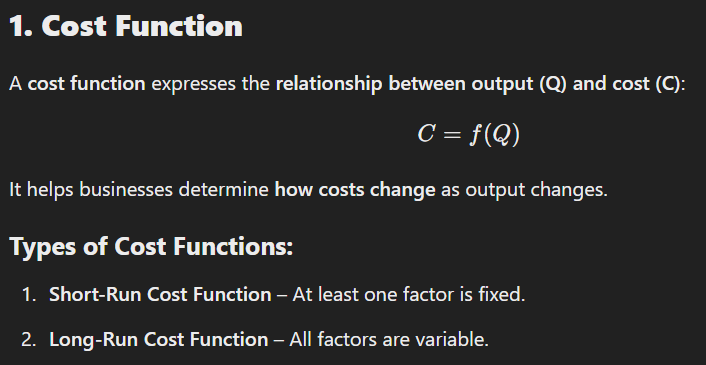 1. Cost Function
A cost function expresses the relationship between output (Q) and cost (C):
C = f(Q)
It helps businesses determine how costs change as output changes.
Types of Cost Functions:
1. Short-Run Cost Function – At least one factor is fixed.
2. Long-Run Cost Function – All factors are variable.